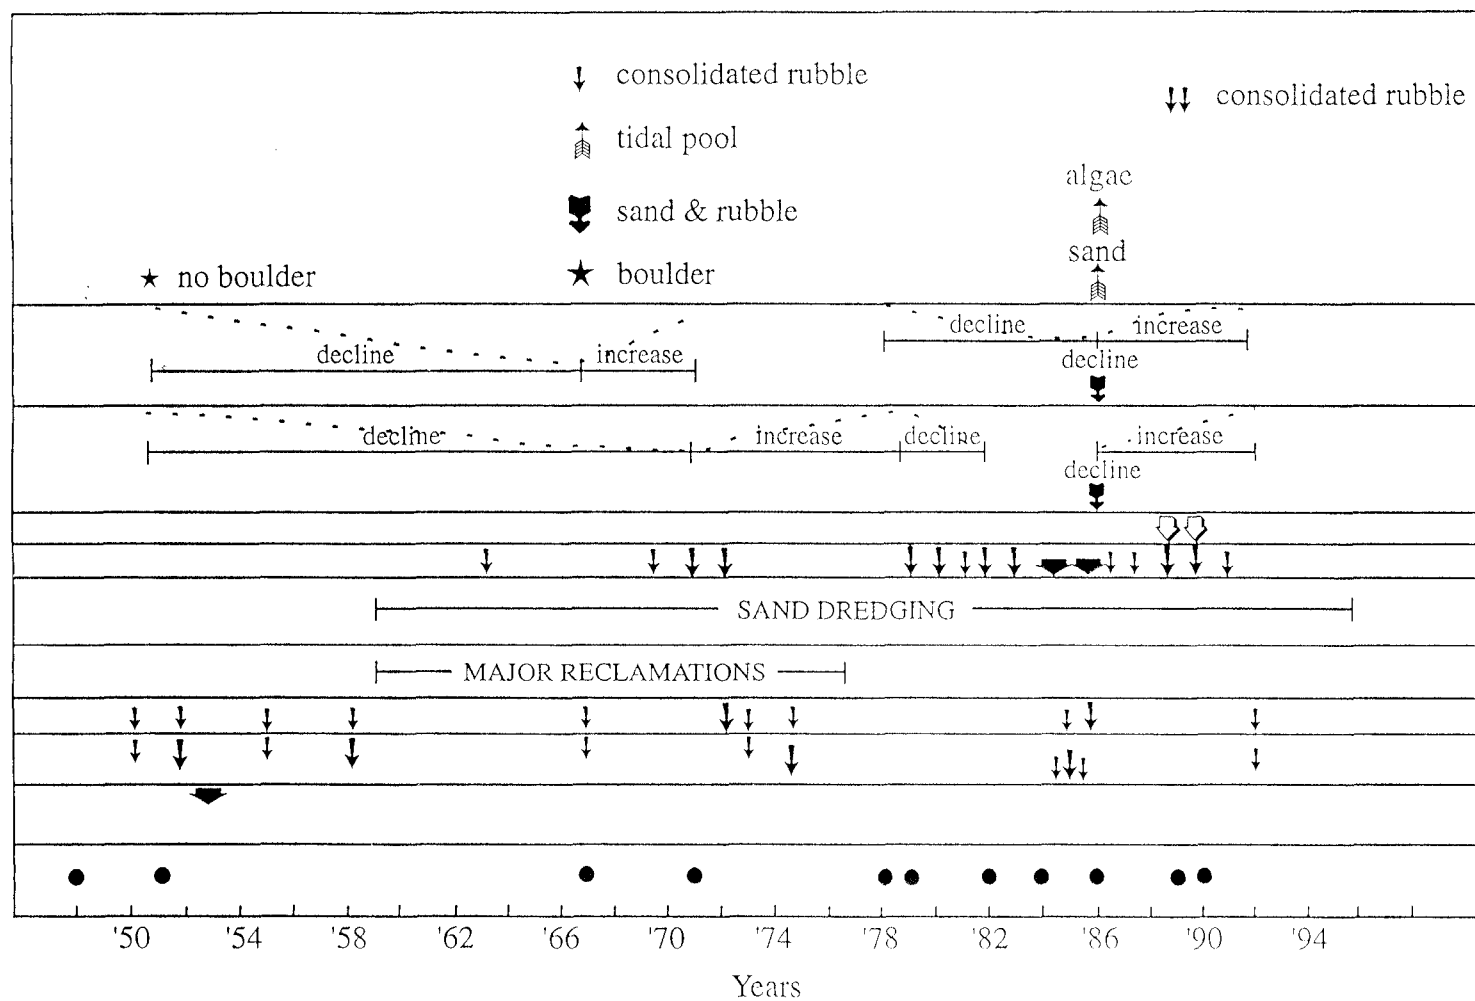 consolidated rubble
consolidated rubble
tidal pool
algae
sand & rubble
sand
no boulder
boulder
decline
increase
decline
increase
decline
decline
increase
decline
increase
decline
SAND DREDGING
MAJOR RECLAMATIONS
'50 '54 '58 '62 '66 '70 '74 '78 '82 '86 '90 '94
Years